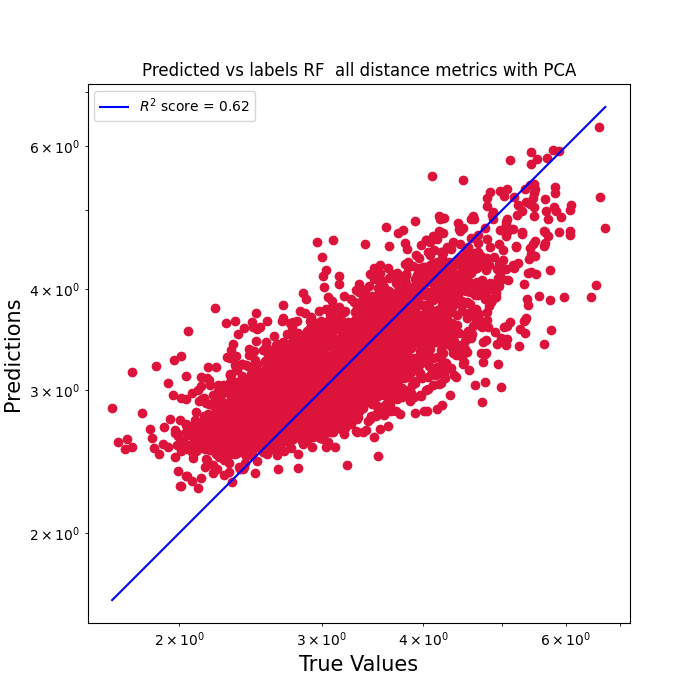 Predicted vs labels RF  all distance metrics with PCA
R² score = 0.62
6 × 10⁰
4 × 10⁰
3 × 10⁰
2 × 10⁰
Predictions
2 × 10⁰ 3 × 10⁰ 4 × 10⁰ 6 × 10⁰
True Values